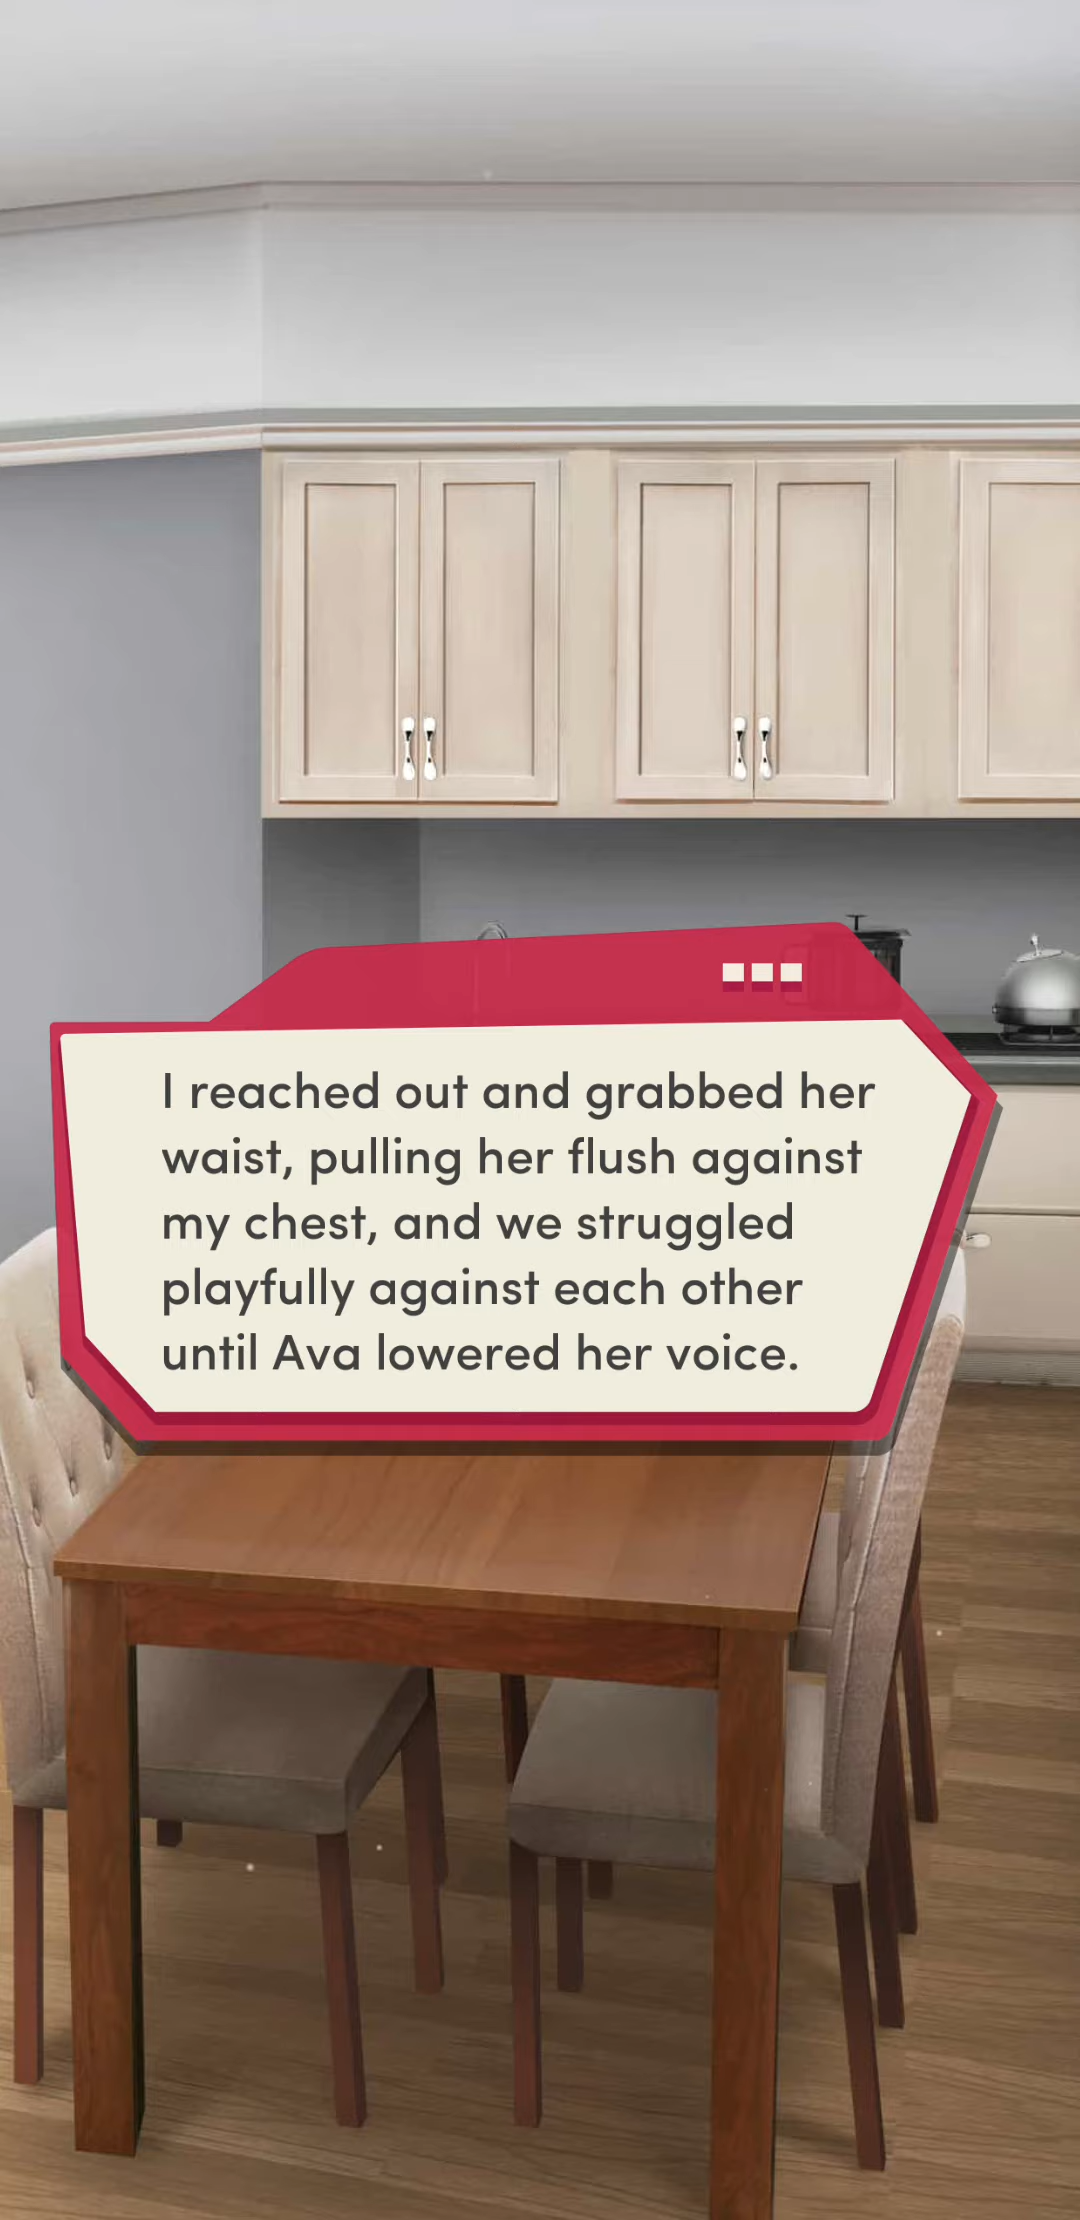 I reached out and grabbed her
waist, pulling her flush against
my chest, and we struggled
playfully against each other
until Ava lowered her voice.